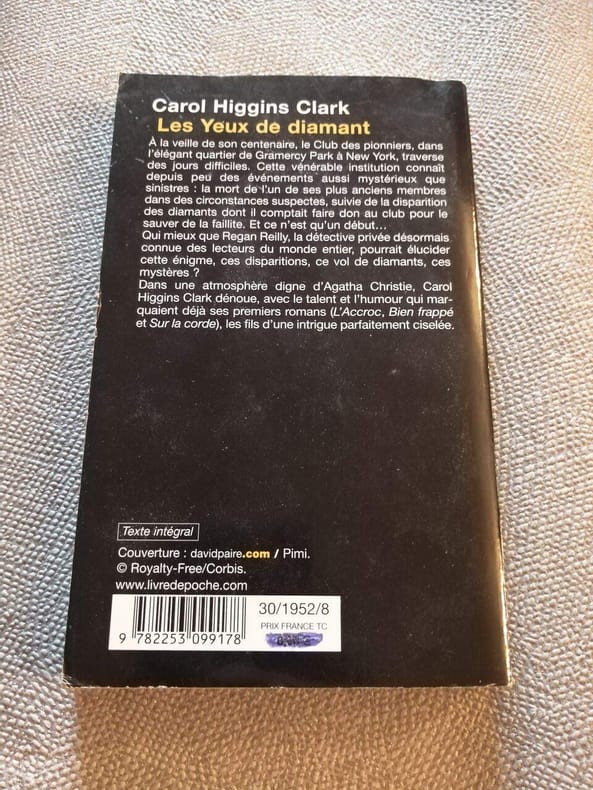 Carol Higgins Clark
Les Yeux de diamant
À la veille de son centenaire, le Club des pionniers, dans
l'élégant quartier de Gramercy Park à New York, traverse
des jours difficiles. Cette vénérable institution connaît
depuis peu des événements aussi mystérieux que
sinistres : la mort de l'un de ses plus anciens membres
dans des circonstances suspectes, suivie de la disparition
des diamants dont il comptait faire don au club pour le
sauver de la faillite. Et ce n'est qu'un début...
Qui mieux que Regan Reilly, la détective privée désormais
connue des lecteurs du monde entier, pourrait élucider
cette énigme, ces disparitions, ce vol de diamants, ces
mystères ?
Dans une atmosphère digne d'Agatha Christie, Carol
Higgins Clark dénoue, avec le talent et l'humour qui mar-
quaient déjà ses premiers romans (L'Accroc, Bien frappé
et Sur la corde), les fils d'une intrigue parfaitement ciselée.
Texte intégral
Couverture : davidpaire.com / Pimi.
© Royalty-Free/Corbis.
www.livredepoche.com
30/1952/8
PRIX FRANCE TC
9 782253 099178